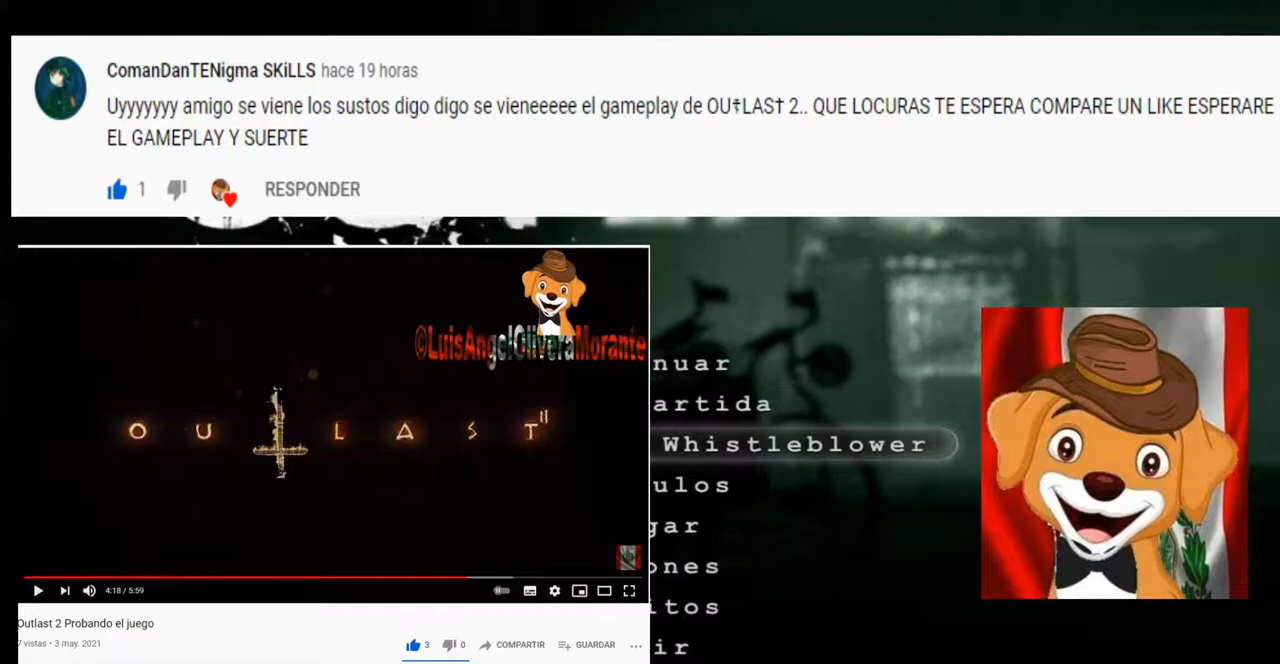 ComanDanTENigma SKiLLS hace 19 horas
Uyyyyyyy amigo se viene los sustos digo digo se vieneeeee el gameplay de OU☨LAS☨ 2.. QUE LOCURAS TE ESPERA COMPARE UN LIKE ESPERARE
EL GAMEPLAY Y SUERTE
1 RESPONDER
©LuisAngelOliveraMorante
OUTLAST II
4:18 / 5:59
Outlast 2 Probando el juego
7 vistas • 3 may. 2021
3 0 COMPARTIR GUARDAR
nuar
artida
Whistleblower
ulos
gar
ones
itos
ir